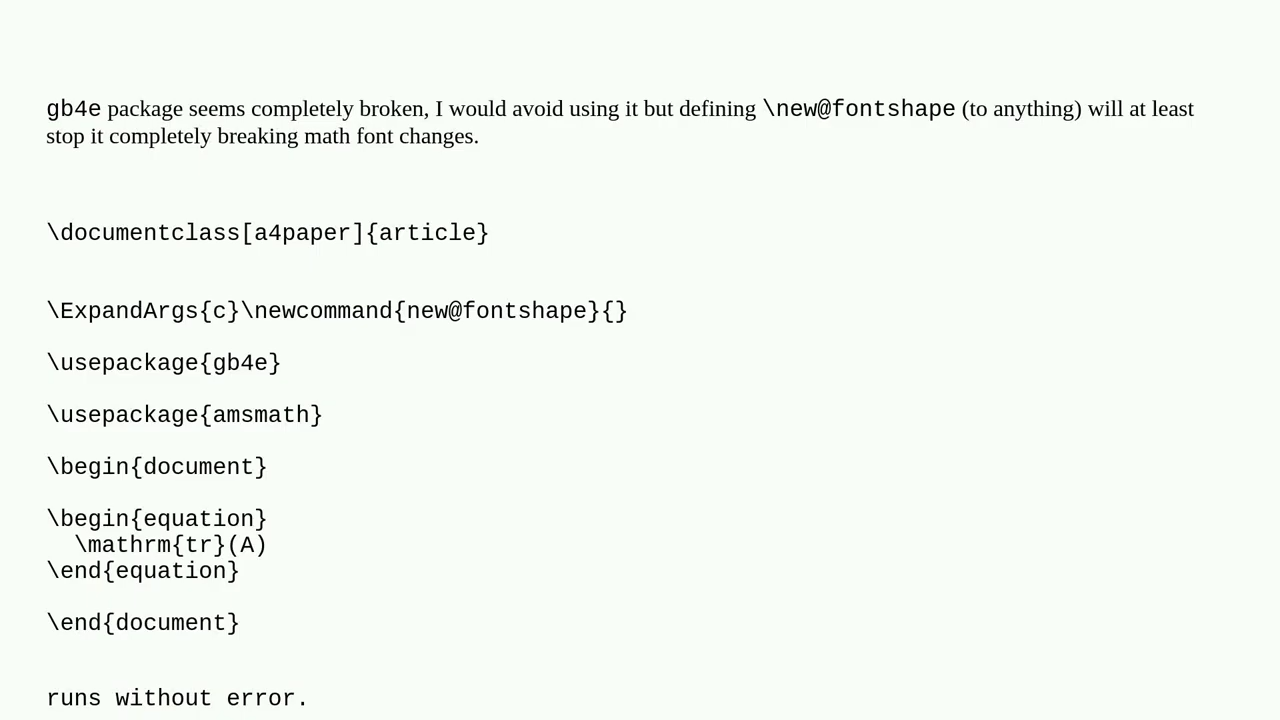 gb4e package seems completely broken, I would avoid using it but defining \new@fontshape (to anything) will at least
stop it completely breaking math font changes.
\documentclass[a4paper]{article}
\ExpandArgs{c}\newcommand{new@fontshape}{}
\usepackage{gb4e}
\usepackage{amsmath}
\begin{document}
\begin{equation}
  \mathrm{tr}(A)
\end{equation}
\end{document}
runs without error.